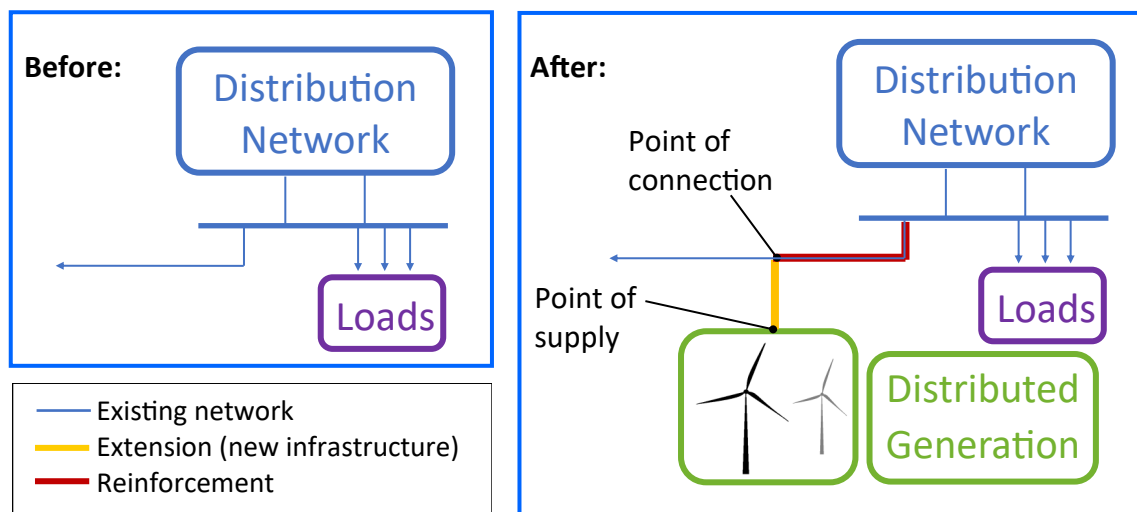 Before:
Distribution
Network
Loads
Existing network
Extension (new infrastructure)
Reinforcement
After:
Distribution
Network
Point of
connection
Point of
supply
Loads
Distributed
Generation